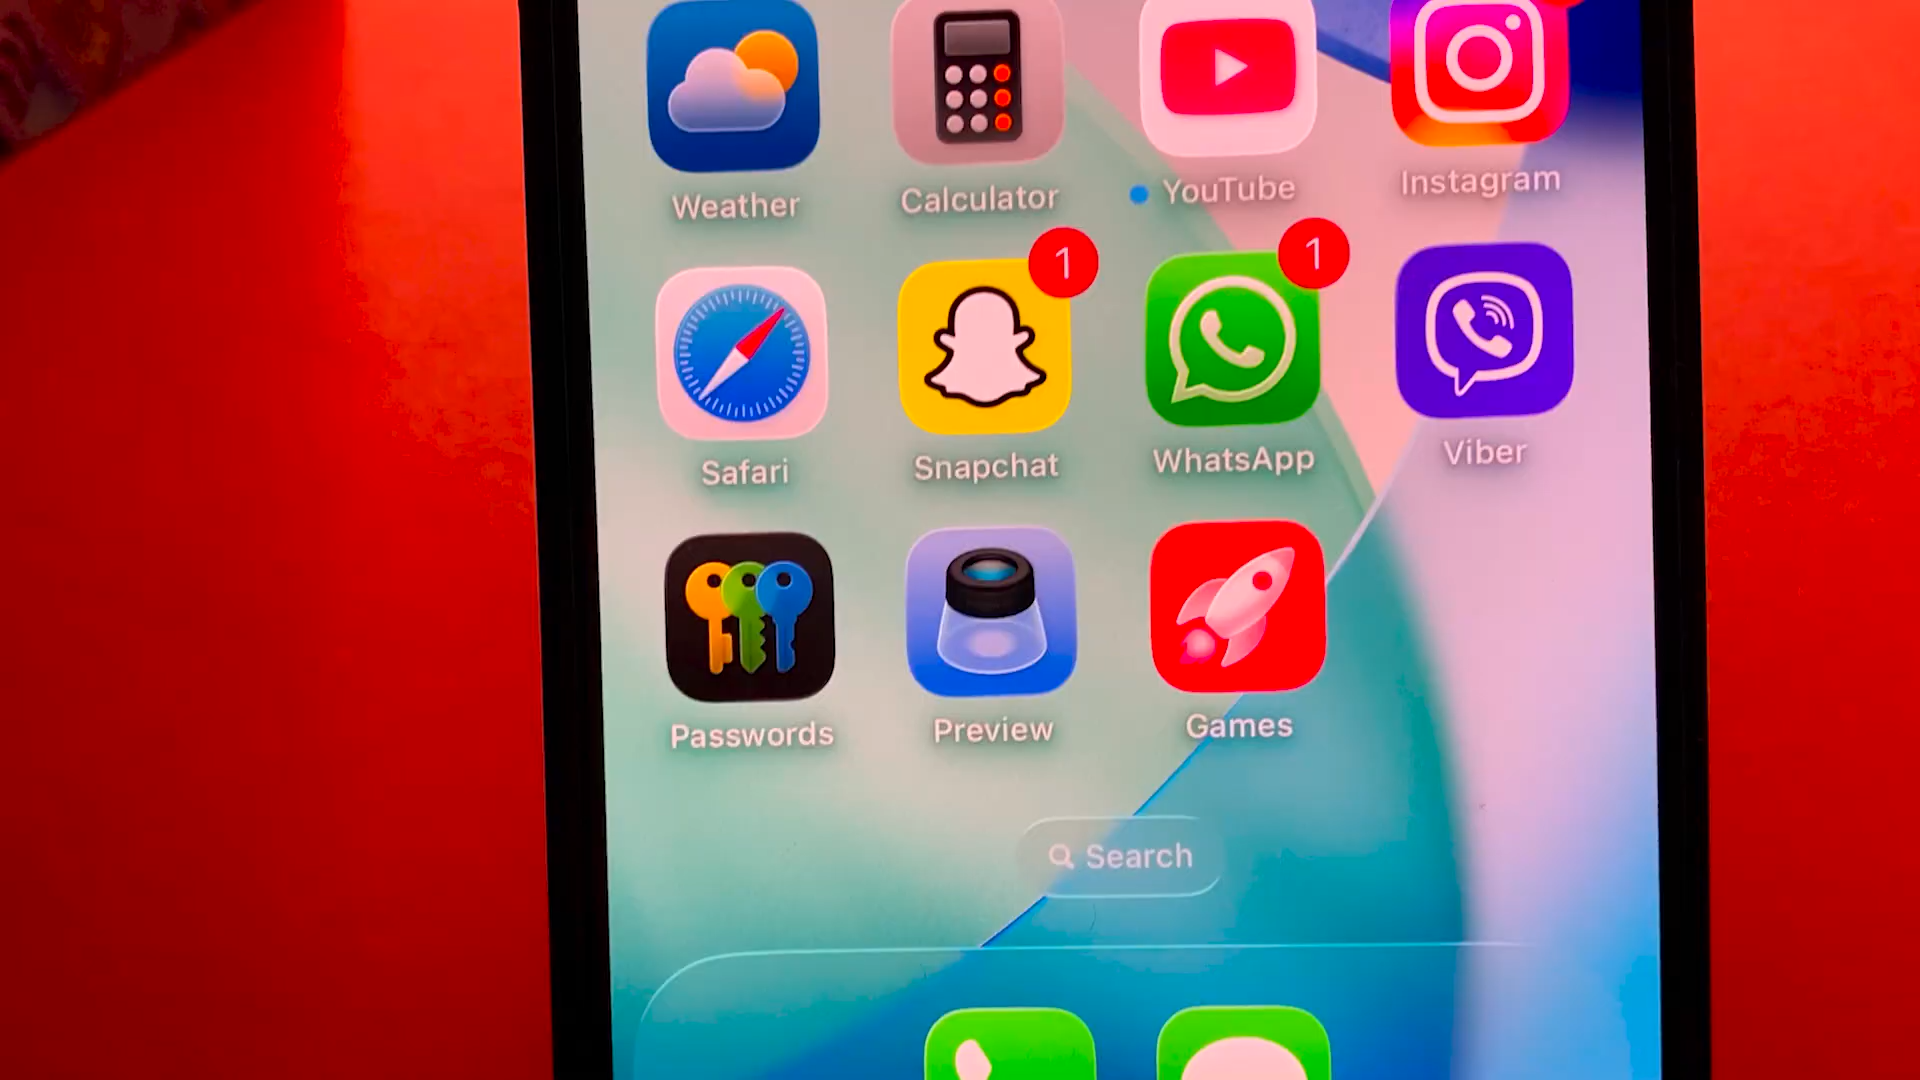 Weather
Calculator
YouTube
Instagram
1
1
Safari
Snapchat
WhatsApp
Viber
Passwords
Preview
Games
Search